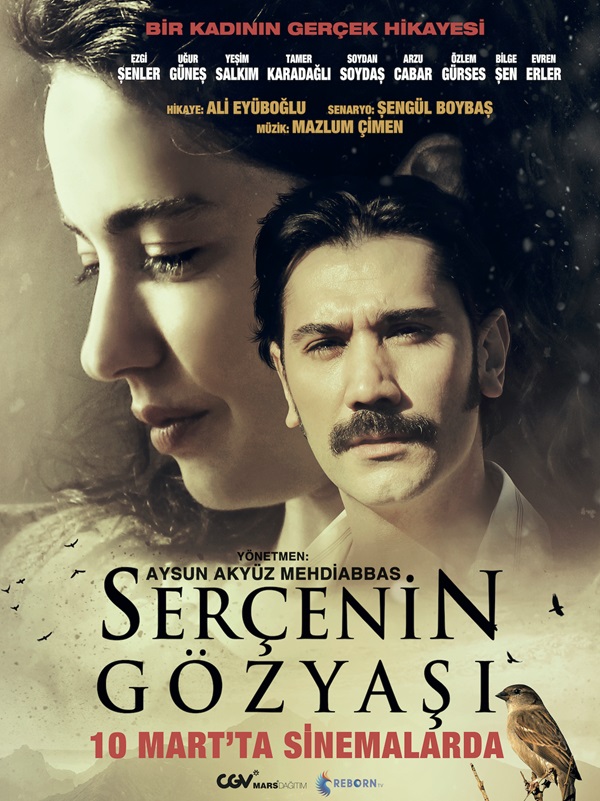 BİR KADININ GERÇEK HİKAYESİ
EZGİ ŞENLER UĞUR GÜNEŞ YEŞİM SALKIM TAMER KARADAĞLI SOYDAN SOYDAŞ ARZU CABAR ÖZLEM GÜRSES BİLGE ŞEN EVREN ERLER
HİKAYE: ALİ EYÜBOĞLU SENARYO: ŞENGÜL BOYBAŞ
MÜZİK: MAZLUM ÇİMEN
YÖNETMEN:
AYSUN AKYÜZ MEHDİABBAS
SERÇENİN
GÖZYAŞI
10 MART'TA SİNEMALARDA
CGV MARS DAĞITIM REBORN TV